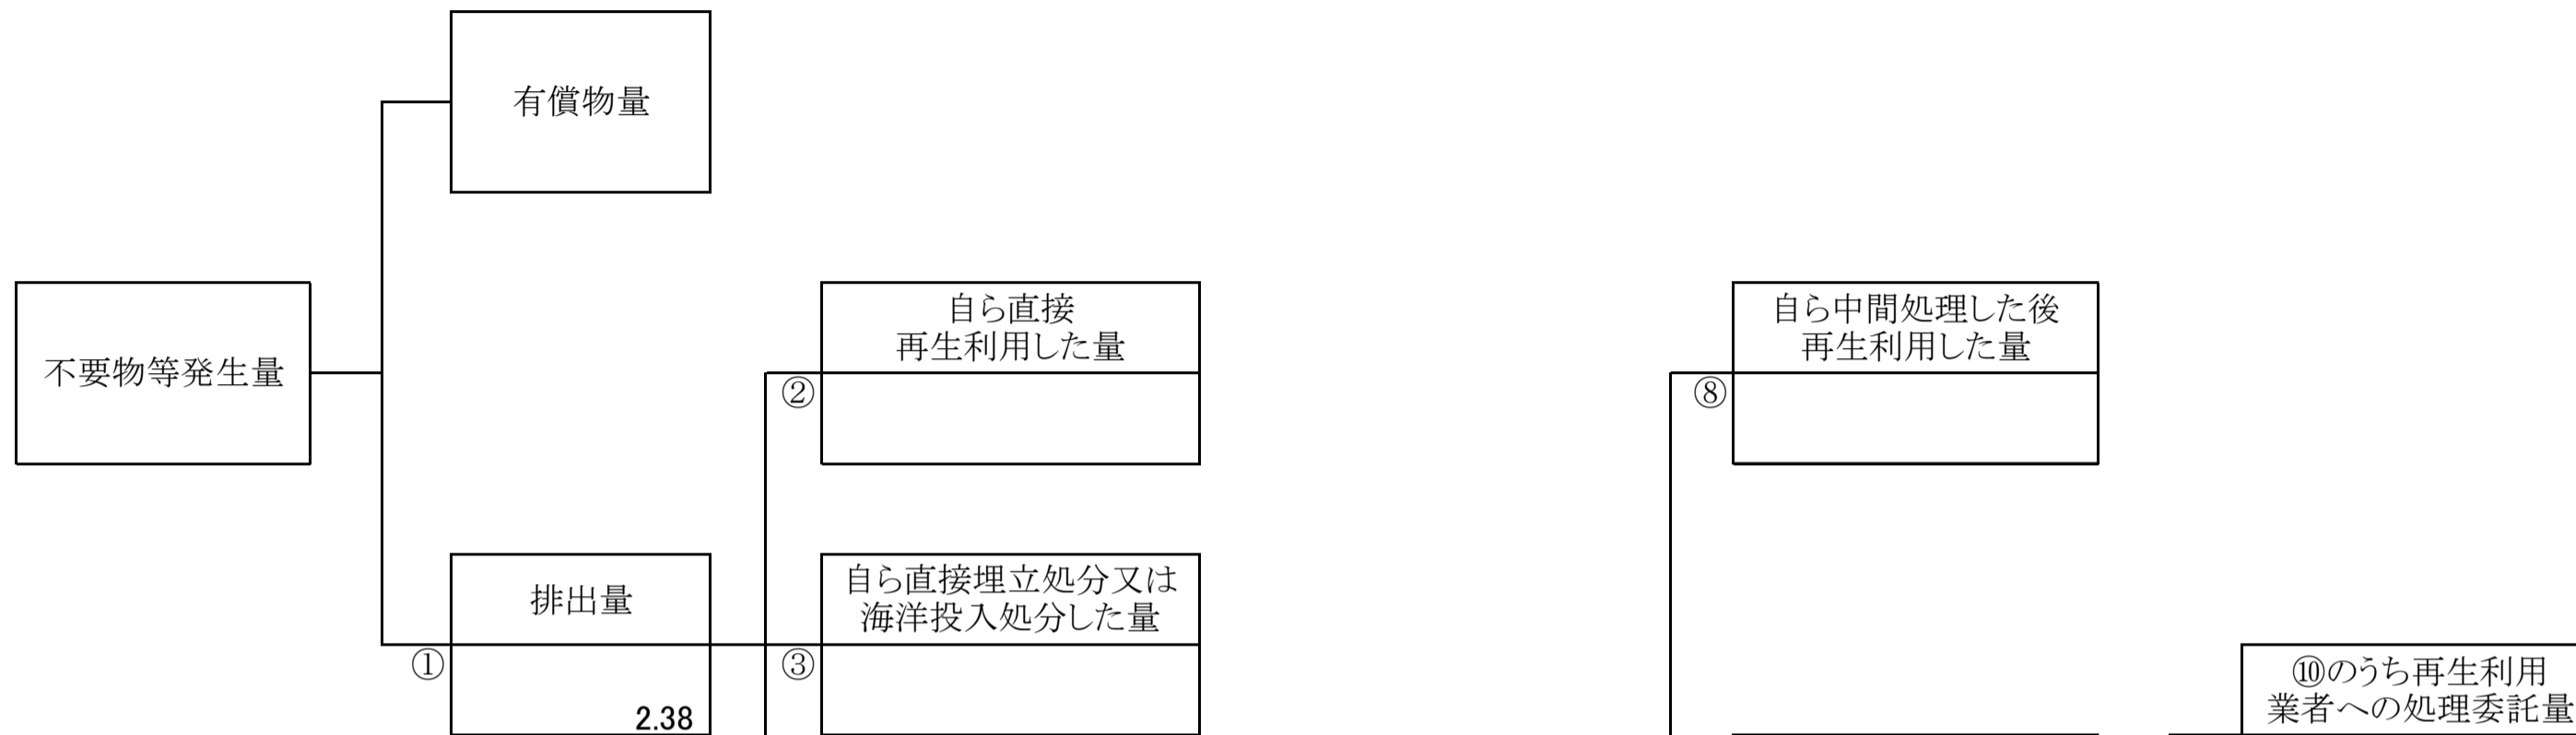 有償物量
不要物等発生量
自ら直接
再生利用した量
②
自ら中間処理した後
再生利用した量
⑧
排出量
①
2.38
自ら直接埋立処分又は
海洋投入処分した量
③
⑩のうち再生利用
業者への処理委託量